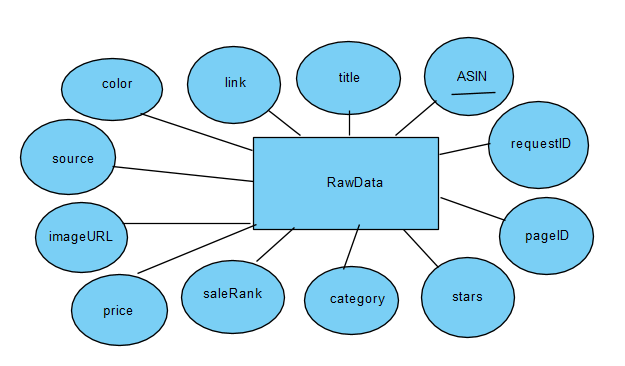 color
link
title
ASIN
source
requestID
RawData
imageURL
pageID
price
saleRank
category
stars